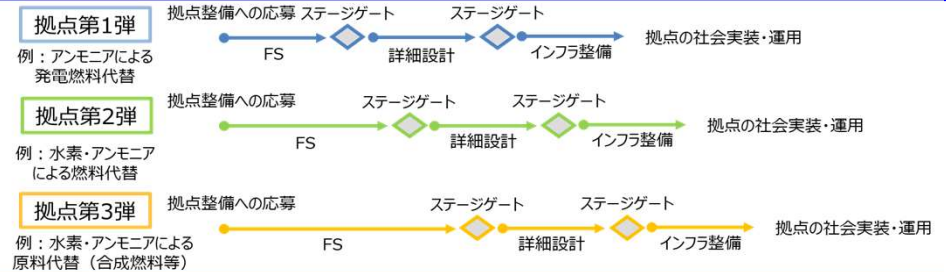 拠点第1弾
例：アンモニアによる
発電燃料代替
拠点整備への応募
ステージゲート
ステージゲート
FS
詳細設計
インフラ整備
拠点の社会実装・運用
拠点第2弾
例：水素・アンモニア
による燃料代替
拠点整備への応募
ステージゲート
ステージゲート
FS
詳細設計
インフラ整備
拠点の社会実装・運用
拠点第3弾
例：水素・アンモニアによる
原料代替（合成燃料等）
拠点整備への応募
ステージゲート
ステージゲート
FS
詳細設計
インフラ整備
拠点の社会実装・運用